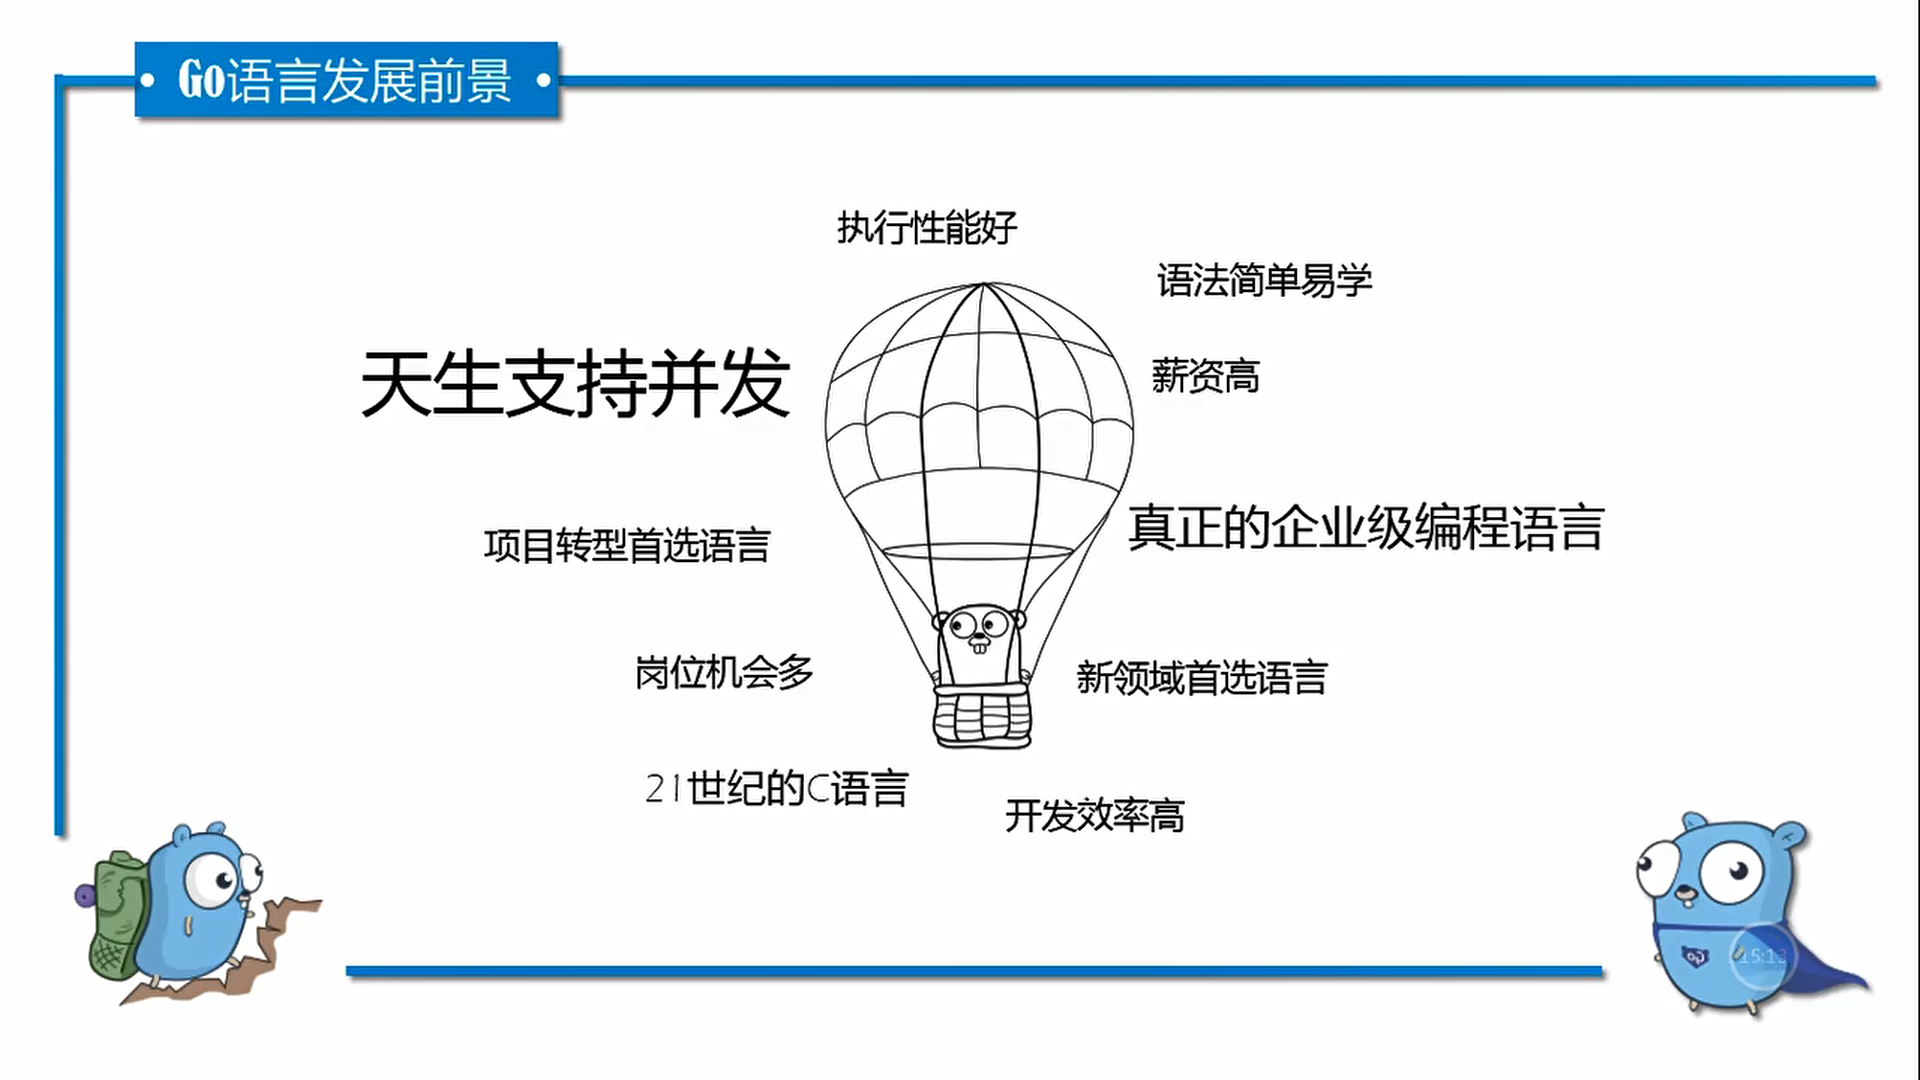 Go语言发展前景
执行性能好
语法简单易学
天生支持并发
薪资高
真正的企业级编程语言
项目转型首选语言
岗位机会多
新领域首选语言
21世纪的C语言
开发效率高
15:13